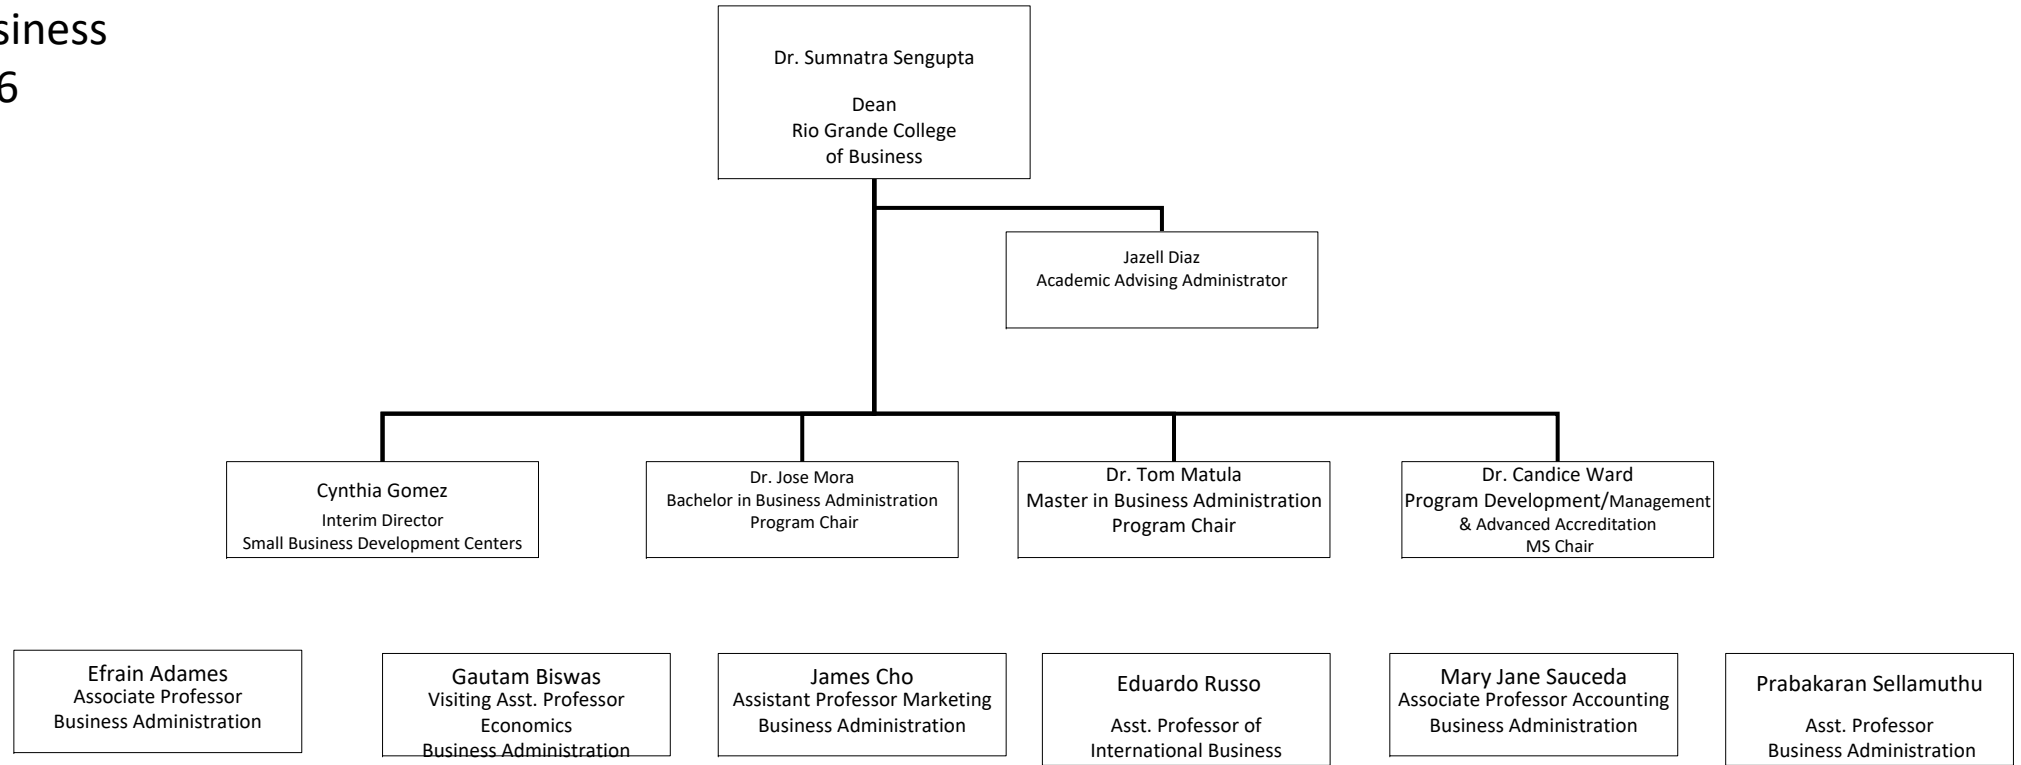 6
Dr. Sumnatra Sengupta
Dean
Rio Grande College
of Business
Jazell Diaz
Academic Advising Administrator
Cynthia Gomez
Interim Director
Small Business Development Centers
Dr. Jose Mora
Bachelor in Business Administration
Program Chair
Dr. Tom Matula
Master in Business Administration
Program Chair
Dr. Candice Ward
Program Development/Management
& Advanced Accreditation
MS Chair
Efrain Adames
Associate Professor
Business Administration
Gautam Biswas
Visiting Asst. Professor
Economics
Business Administration
James Cho
Assistant Professor Marketing
Business Administration
Eduardo Russo
Asst. Professor of
International Business
Mary Jane Sauceda
Associate Professor Accounting
Business Administration
Prabakaran Sellamuthu
Asst. Professor
Business Administration